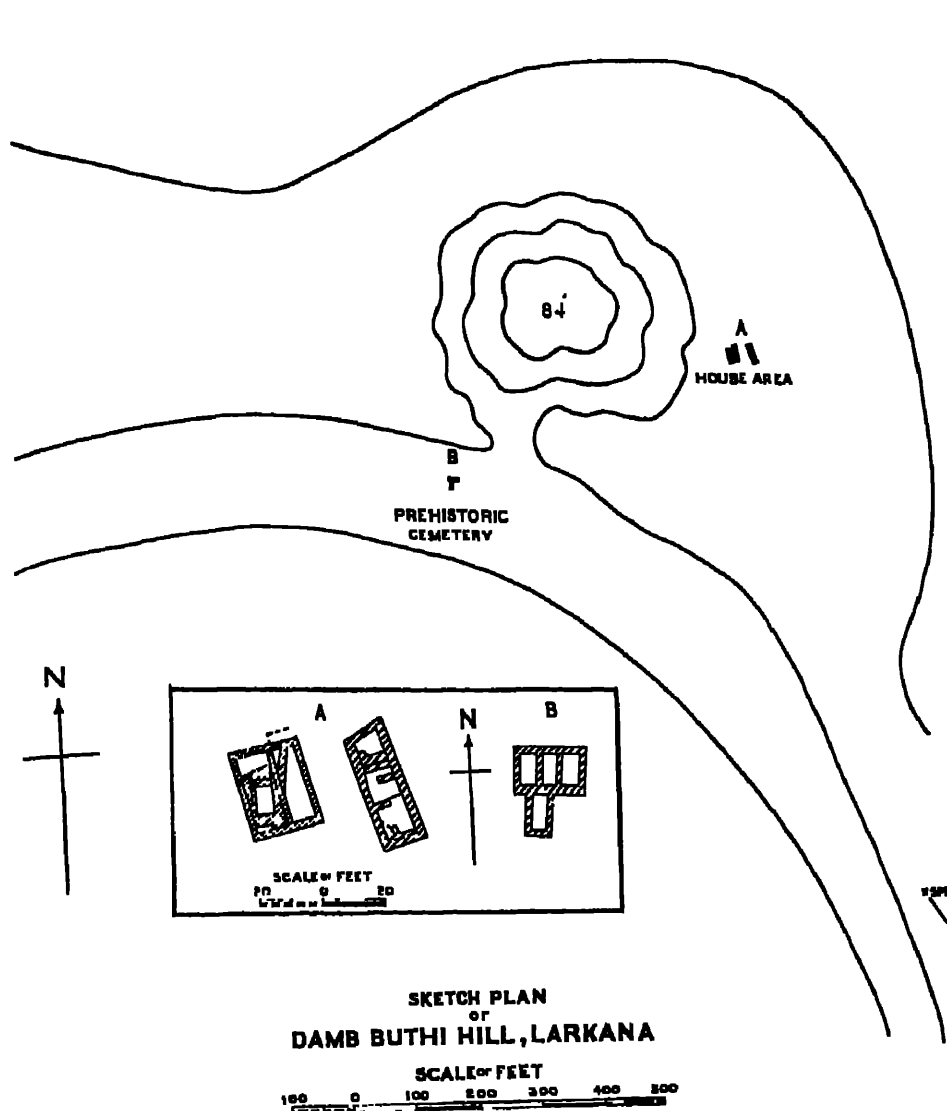 84'
A
HOUSE AREA
B
PREHISTORIC
CEMETERY
N
A
N
B
SCALE OF FEET
20 0 20
SKETCH PLAN
OF
DAMB BUTHI HILL, LARKANA
SCALE OF FEET
100 0 100 200 300 400 500